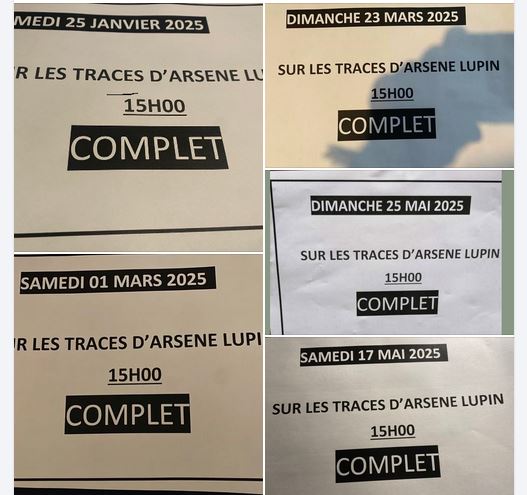 MEDI 25 JANVIER 2025
R LES TRACES D'ARSENE LU
15H00
COMPLET
SAMEDI 01 MARS 2025
R LES TRACES D'ARSENE LUPI
15H00
COMPLET
DIMANCHE 23 MARS 2025
SUR LES TRACES D'ARSENE LUPIN
15H00
COMPLET
DIMANCHE 25 MAI 2025
SUR LES TRACES D'ARSENE LUPIN
15H00
COMPLET
SAMEDI 17 MAI 2025
SUR LES TRACES D'ARSENE LUPIN
15H00
COMPLET